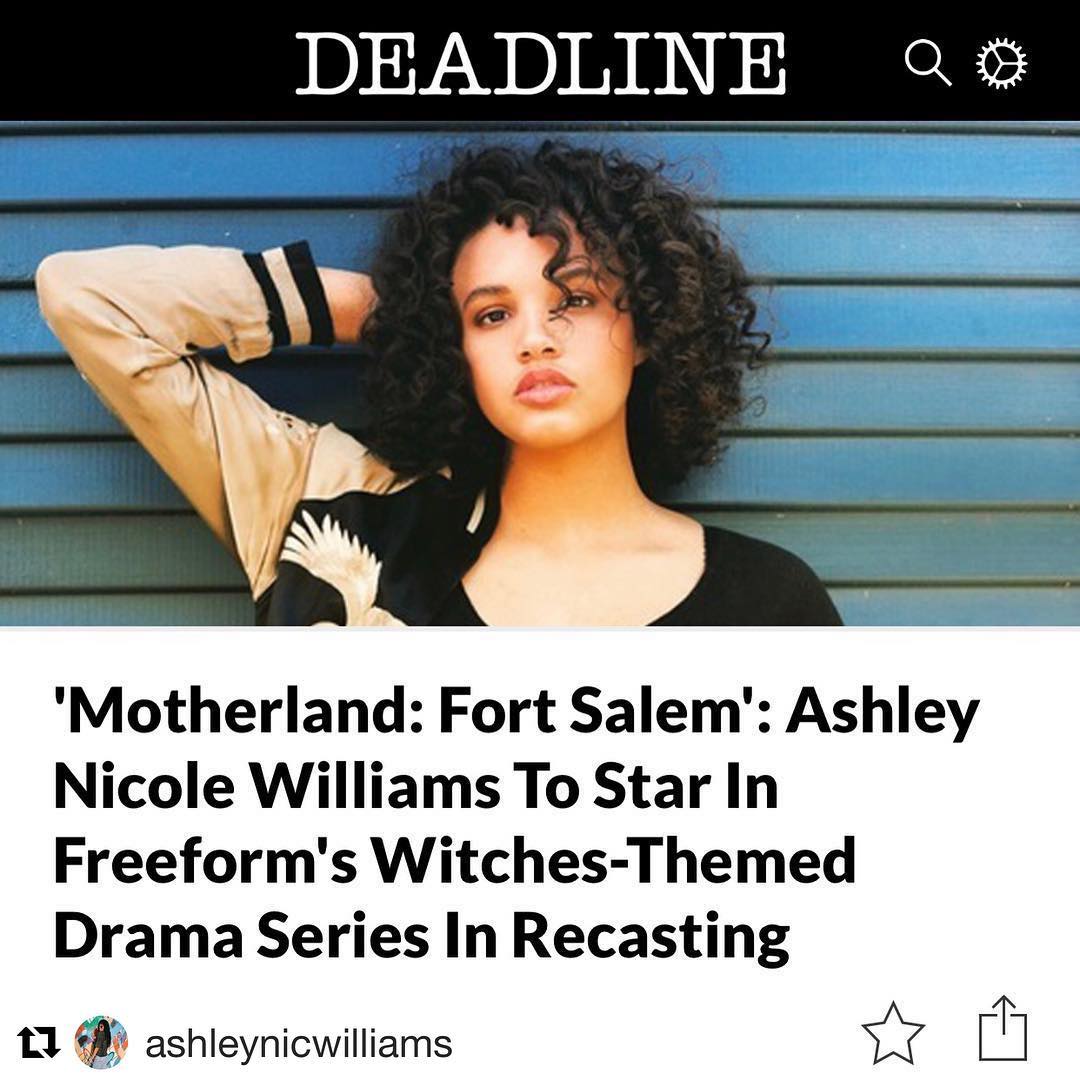 DEADLINE
'Motherland: Fort Salem': Ashley
Nicole Williams To Star In
Freeform's Witches-Themed
Drama Series In Recasting
ashleynicwilliams